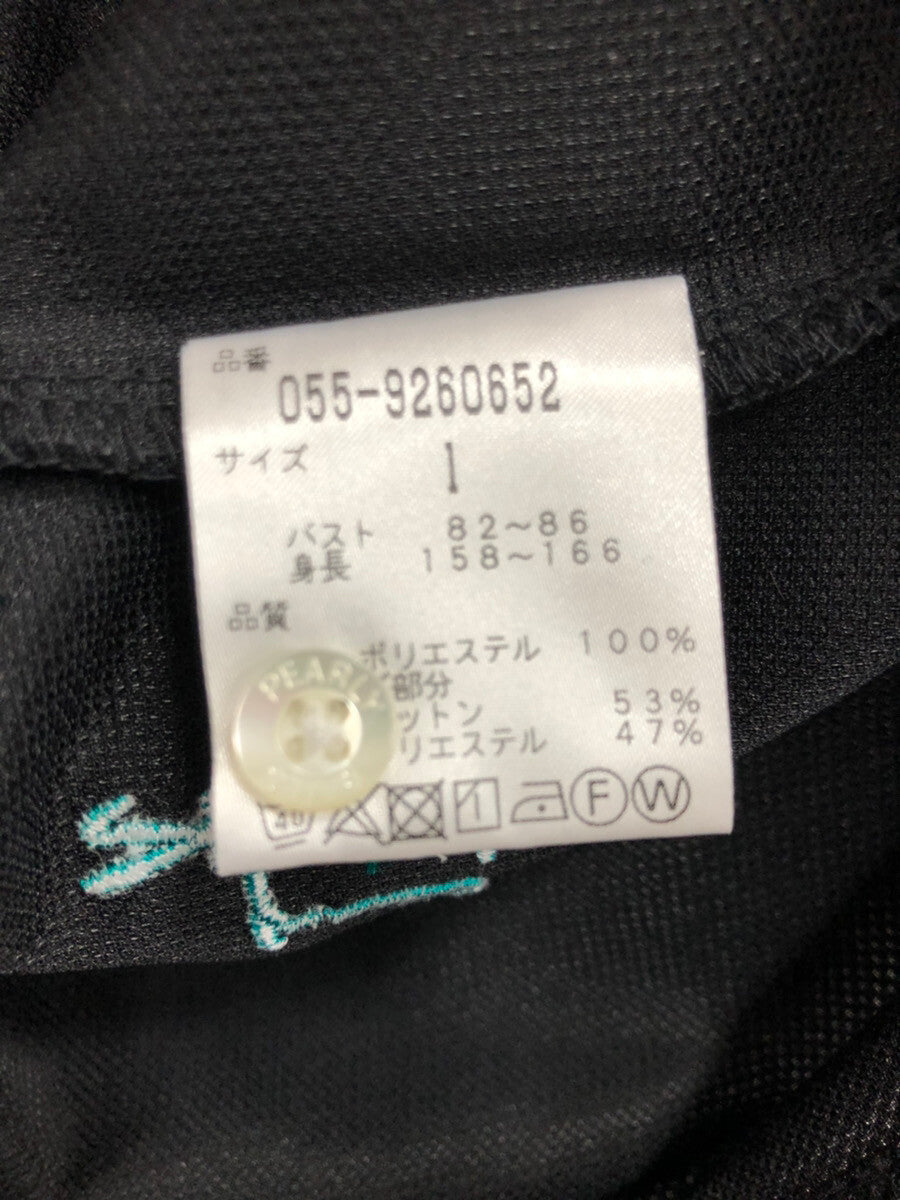 品番
055-9260652
サイズ 1
バスト 82～86
身長 158～166
品質
ポリエステル 100%
部分
ットン 53%
リエステル 47%
PEARLY
40 1 F W